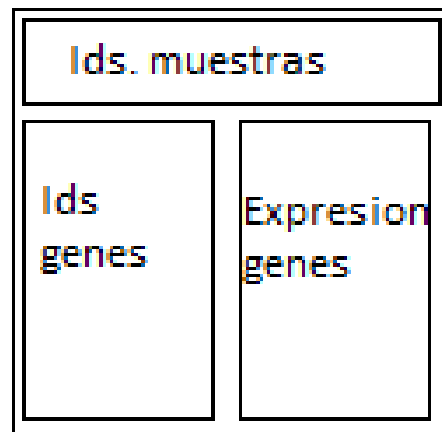 Ids. muestras
Ids
genes
Expresion
genes